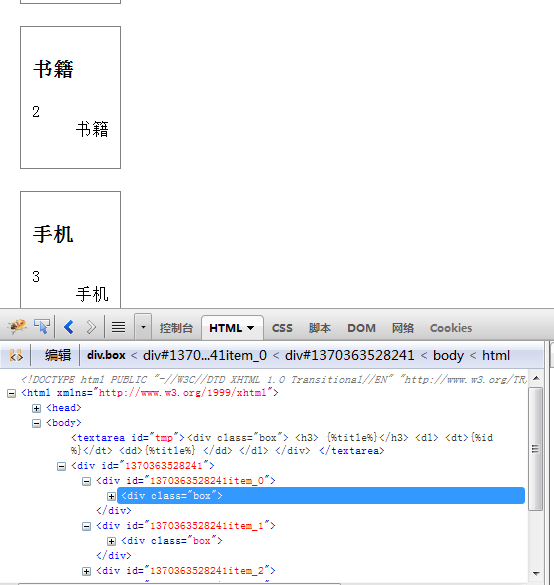 书籍
2
书籍
手机
3
手机
控制台 HTML CSS 脚本 DOM 网络 Cookies
编辑 div.box < div#1370...41item_0 < div#1370363528241 < body < html
<!DOCTYPE html PUBLIC "-//W3C//DTD XHTML 1.0 Transitional//EN" "http://www.w3.org/TR/
<html xmlns="http://www.w3.org/1999/xhtml">
<head>
<body>
<textarea id="tmp"><div class="box"> <h3> {%title%}</h3> <dl> <dt>{%id
%}</dt> <dd>{%title%} </dd> </dl> </div> </textarea>
<div id="1370363528241">
<div id="1370363528241item_0">
<div class="box">
</div>
<div id="1370363528241item_1">
<div class="box">
</div>
<div id="1370363528241item_2">